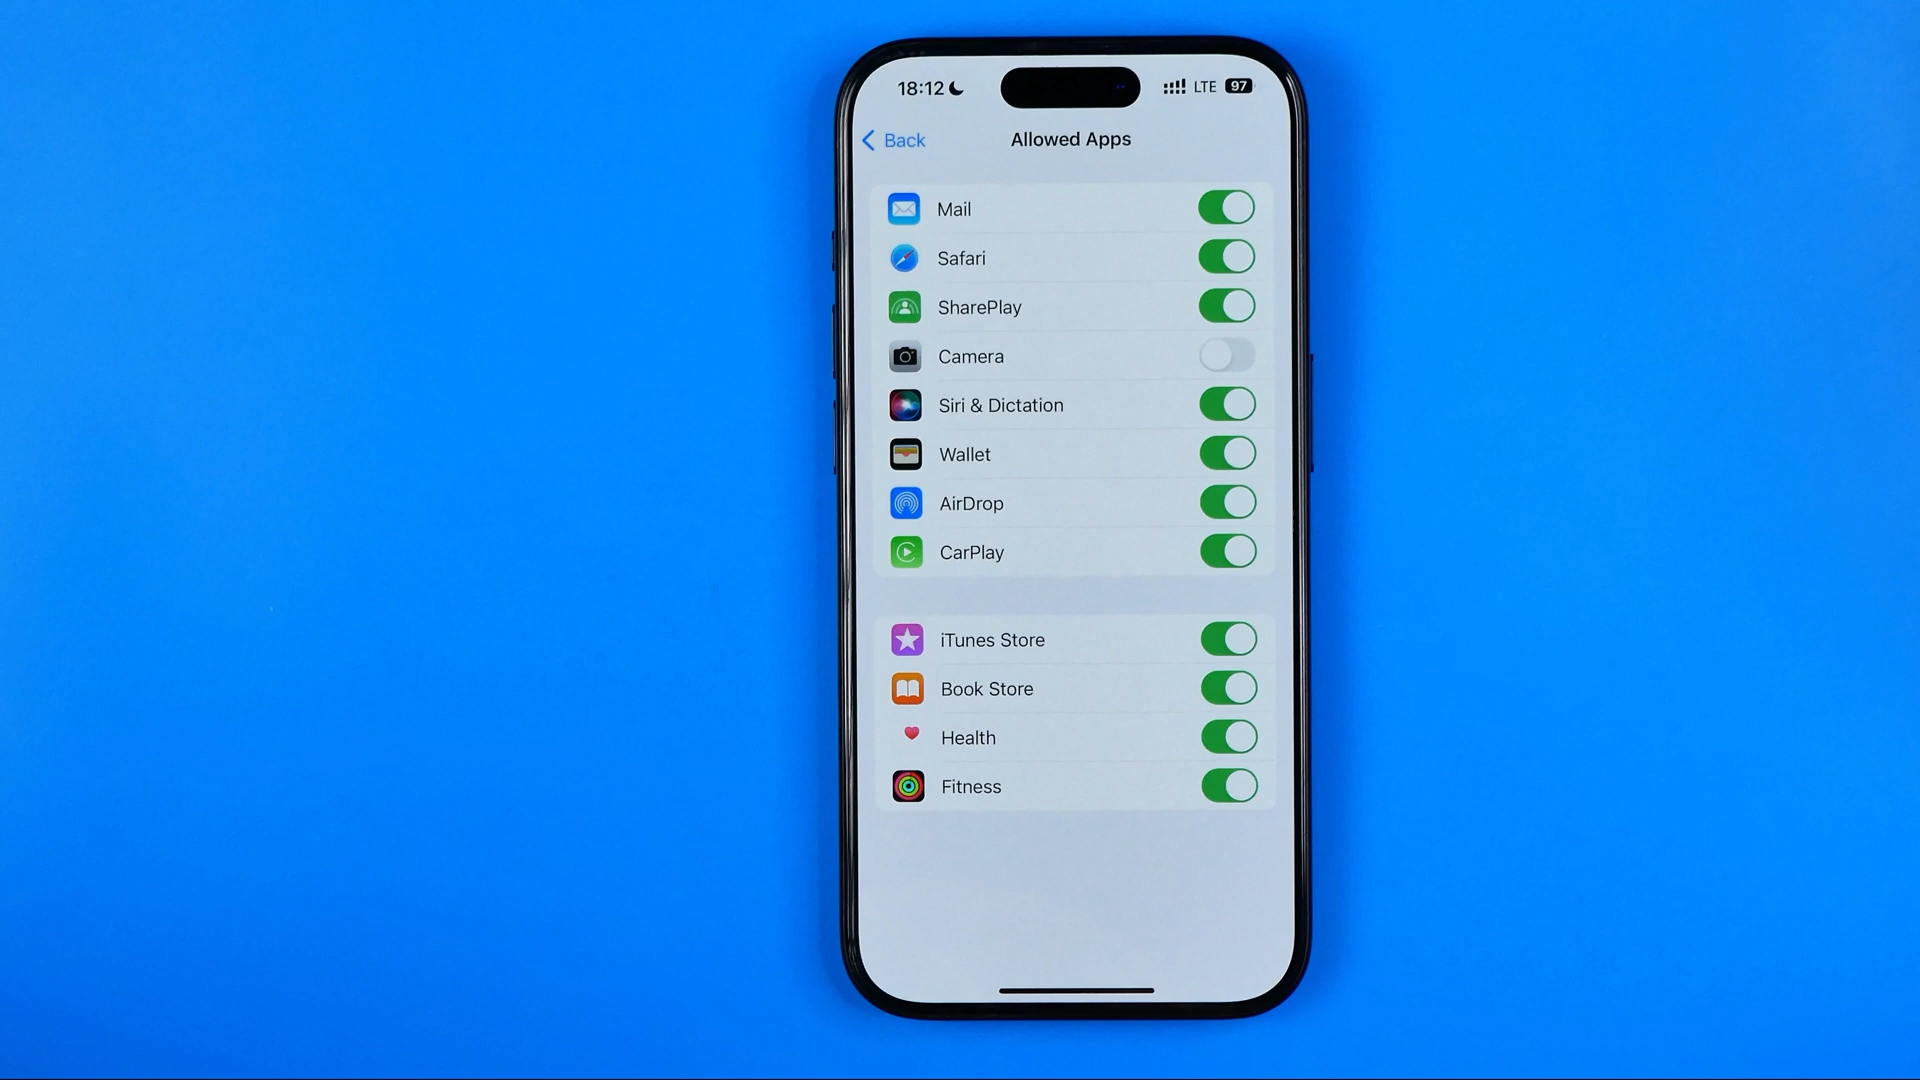 18:12 LTE 97
Back Allowed Apps
Mail
Safari
SharePlay
Camera
Siri & Dictation
Wallet
AirDrop
CarPlay
iTunes Store
Book Store
Health
Fitness